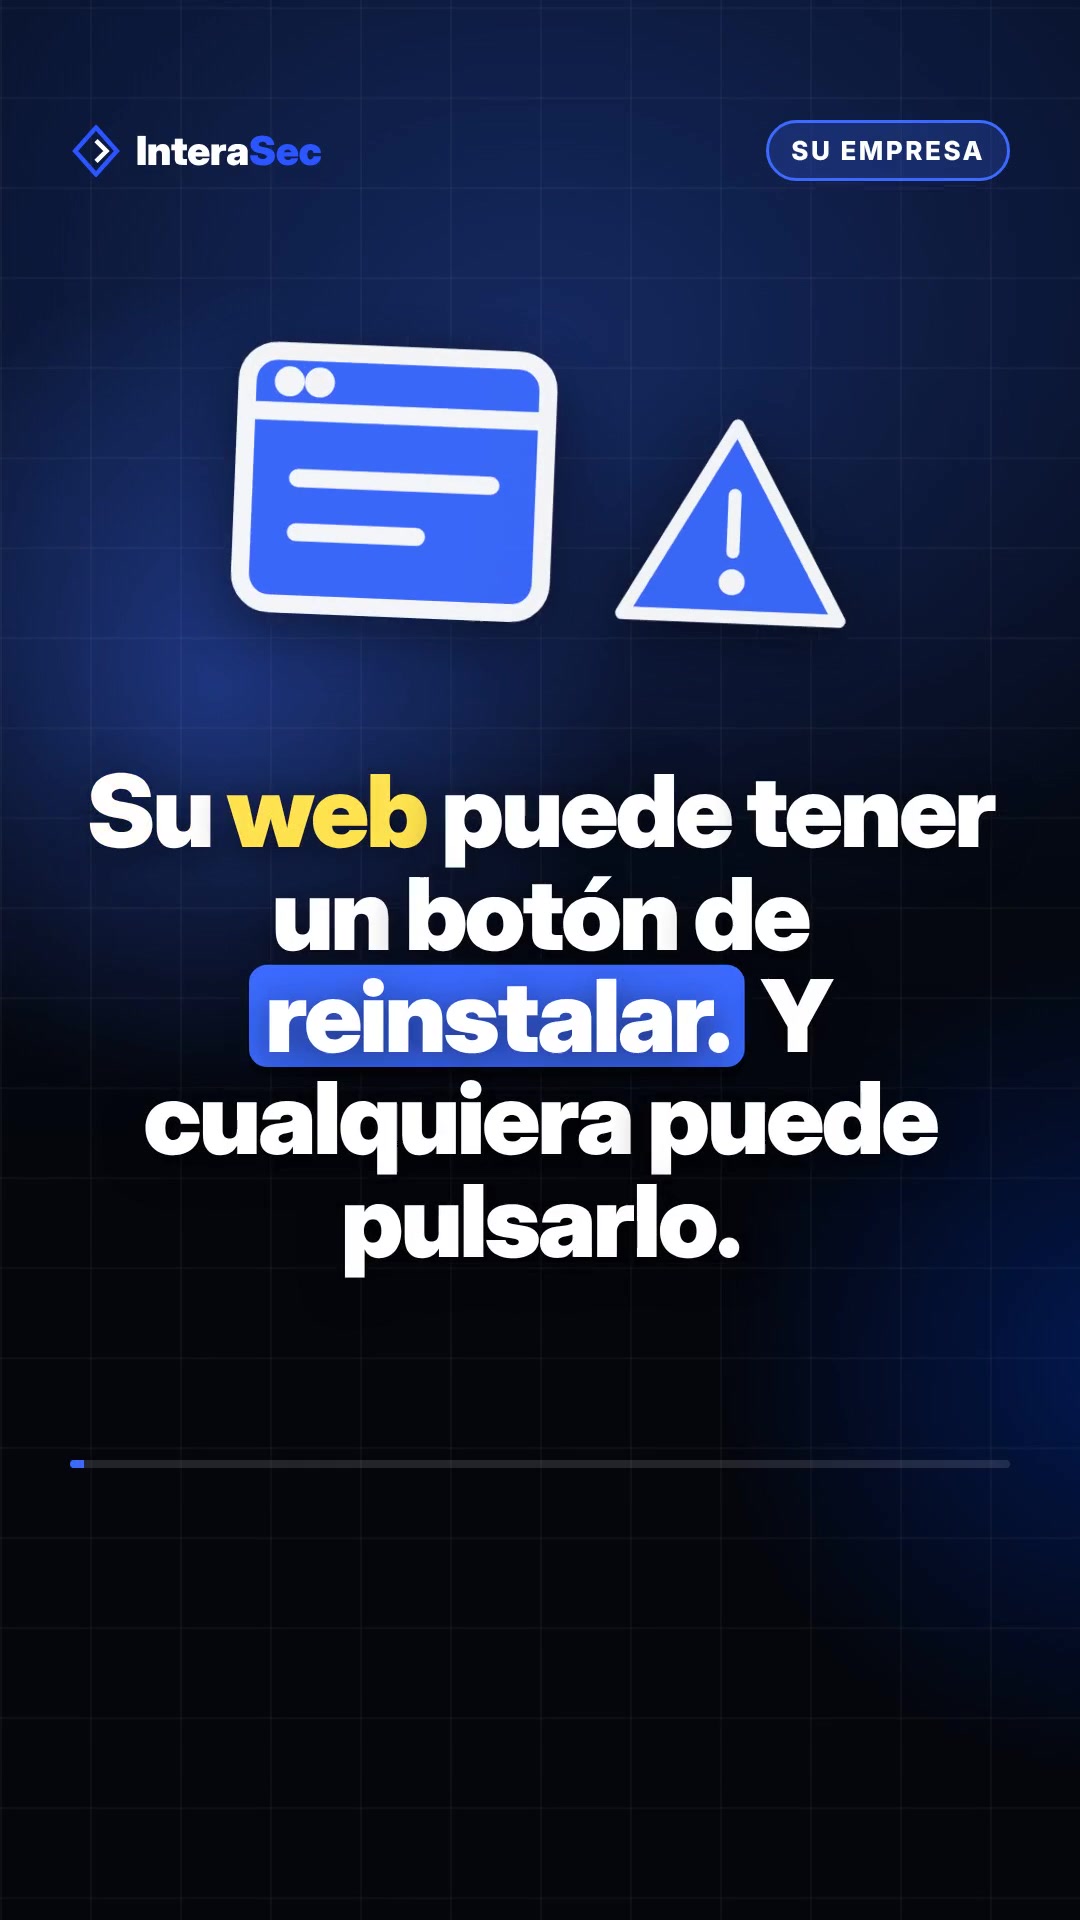 InteraSec
SU EMPRESA
Su web puede tener
un botón de
reinstalar. Y
cualquiera puede
pulsarlo.